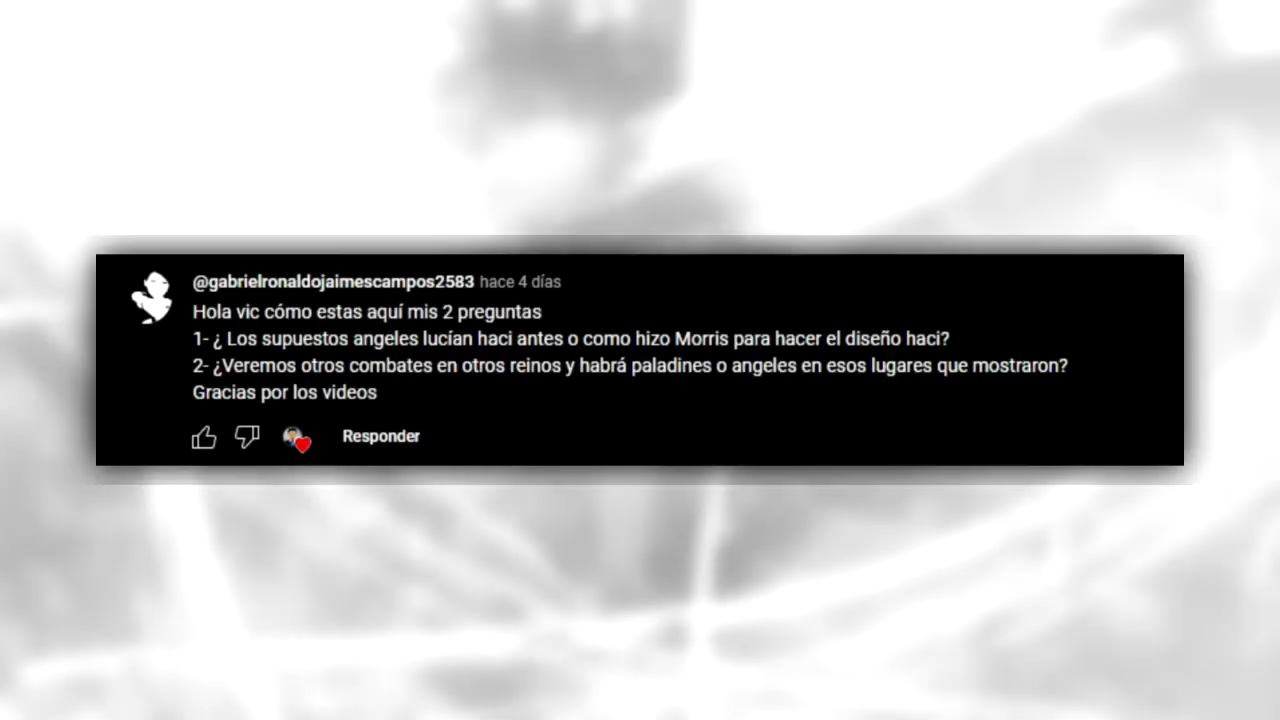 @gabrielronaldojaimescampos2583 hace 4 días
Hola vic cómo estas aquí mis 2 preguntas
1- ¿ Los supuestos angeles lucían haci antes o como hizo Morris para hacer el diseño haci?
2- ¿Veremos otros combates en otros reinos y habrá paladines o angeles en esos lugares que mostraron?
Gracias por los videos
Responder